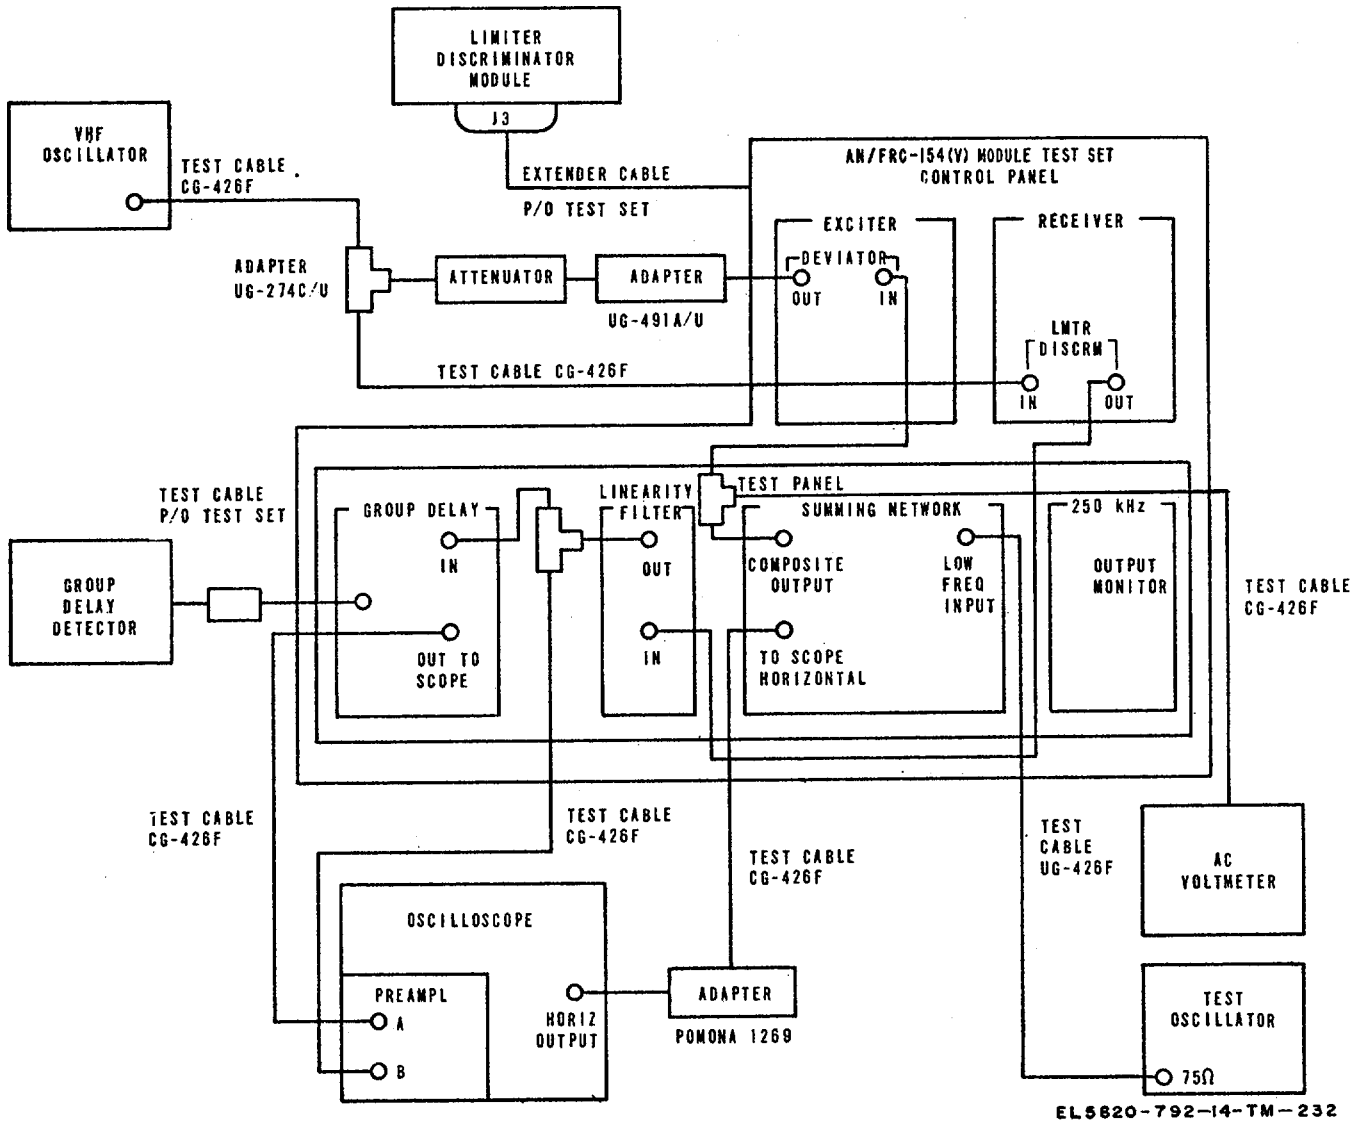 LIMITER
DISCRIMINATOR
MODULE
J3
VHF
OSCILLATOR
TEST CABLE
CG-426F
EXTENDER CABLE
P/O TEST SET
AN/FRC-154(V) MODULE TEST SET
CONTROL PANEL
EXCITER
RECEIVER
DEVIATOR
OUT
IN
ADAPTER
UG-274C/U
ATTENUATOR
ADAPTER
UG-491A/U
LMTR
DISCRM
IN
OUT
TEST CABLE CG-426F
TEST CABLE
P/O TEST SET
GROUP DELAY
IN
LINEARITY
FILTER
OUT
TEST PANEL
SUMMING NETWORK
COMPOSITE
OUTPUT
LOW
FREQ
INPUT
250 kHz
OUTPUT
MONITOR
TEST CABLE
CG-426F
GROUP
DELAY
DETECTOR
OUT TO
SCOPE
IN
TO SCOPE
HORIZONTAL
TEST CABLE
CG-426F
TEST CABLE
CG-426F
TEST CABLE
CG-426F
TEST
CABLE
UG-426F
AC
VOLTMETER
OSCILLOSCOPE
PREAMPL
A
B
HORIZ
OUTPUT
ADAPTER
POMONA 1269
TEST
OSCILLATOR
75Ω
EL5820-792-14-TM-232